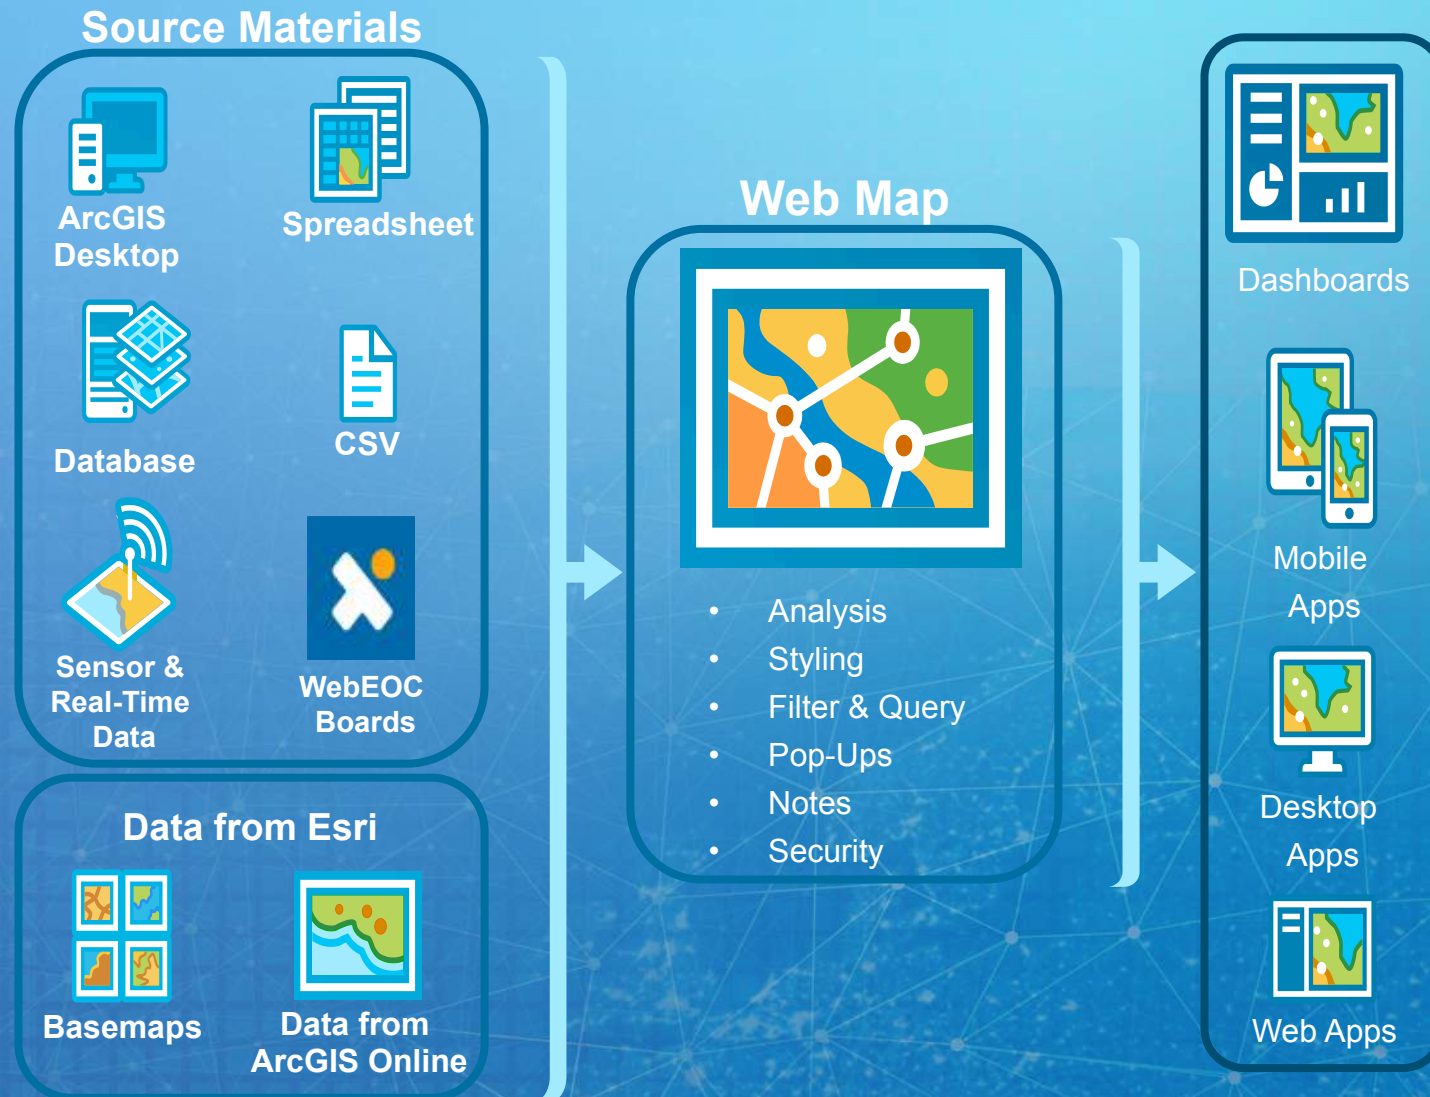 Source Materials
ArcGIS
Desktop
Spreadsheet
Database
CSV
Sensor &
Real-Time
Data
WebEOC
Boards
Data from Esri
Basemaps
Data from
ArcGIS Online
Web Map
• Analysis
• Styling
• Filter & Query
• Pop-Ups
• Notes
• Security
Dashboards
Mobile
Apps
Desktop
Apps
Web Apps